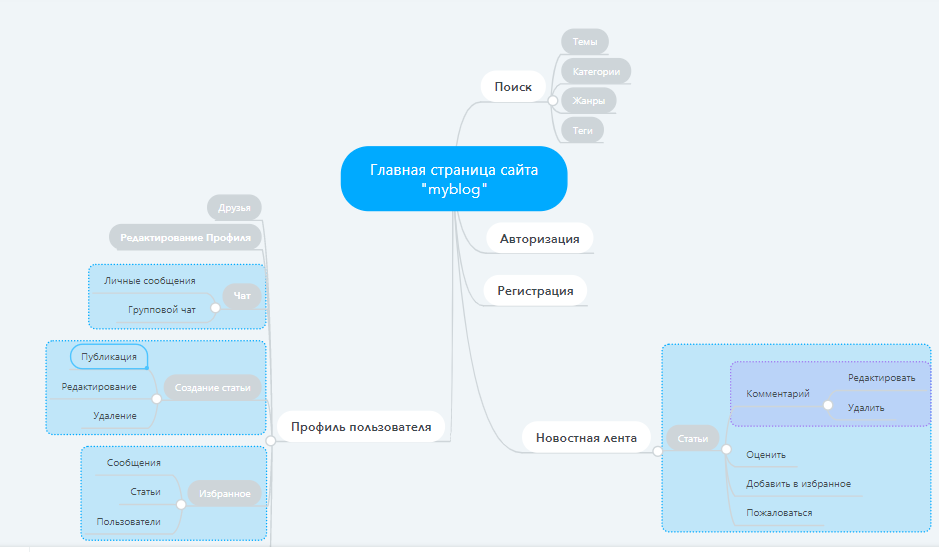 Темы
Категории
Жанры
Теги
Поиск
Главная страница сайта
"myblog"
Авторизация
Регистрация
Друзья
Редактирование Профиля
Личные сообщения
Групповой чат
Чат
Публикация
Редактирование
Удаление
Создание статьи
Профиль пользователя
Сообщения
Статьи
Пользователи
Избранное
Новостная лента
Статьи
Комментарий
Редактировать
Удалить
Оценить
Добавить в избранное
Пожаловаться